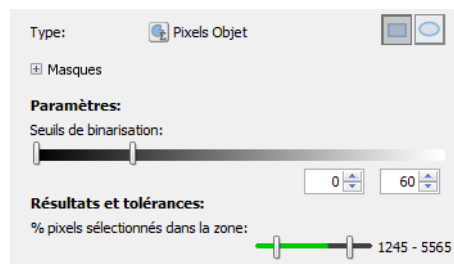 Type: Pixels Objet
Masques
Paramètres:
Seuils de binarisation:
0 60
Résultats et tolérances:
% pixels sélectionnés dans la zone:
1245 - 5565